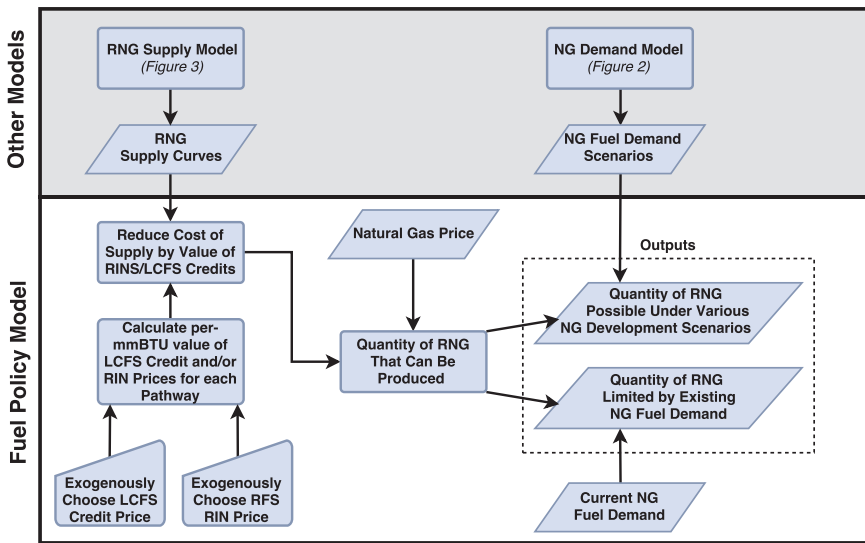 Other Models
RNG Supply Model
(Figure 3)
NG Demand Model
(Figure 2)
RNG
Supply Curves
NG Fuel Demand
Scenarios
Fuel Policy Model
Reduce Cost of
Supply by Value of
RINS/LCFS Credits
Natural Gas Price
Outputs
Quantity of RNG
Possible Under Various
NG Development Scenarios
Calculate per-
mmBTU value of
LCFS Credit and/or
RIN Prices for each
Pathway
Quantity of RNG
That Can Be
Produced
Quantity of RNG
Limited by Existing
NG Fuel Demand
Exogenously
Choose LCFS
Credit Price
Exogenously
Choose RFS
RIN Price
Current NG
Fuel Demand